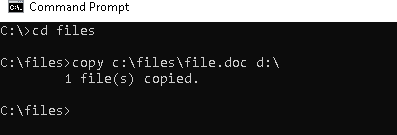 Command Prompt
C:\>cd files
C:\files>copy c:\files\file.doc d:\
1 file(s) copied.
C:\files>